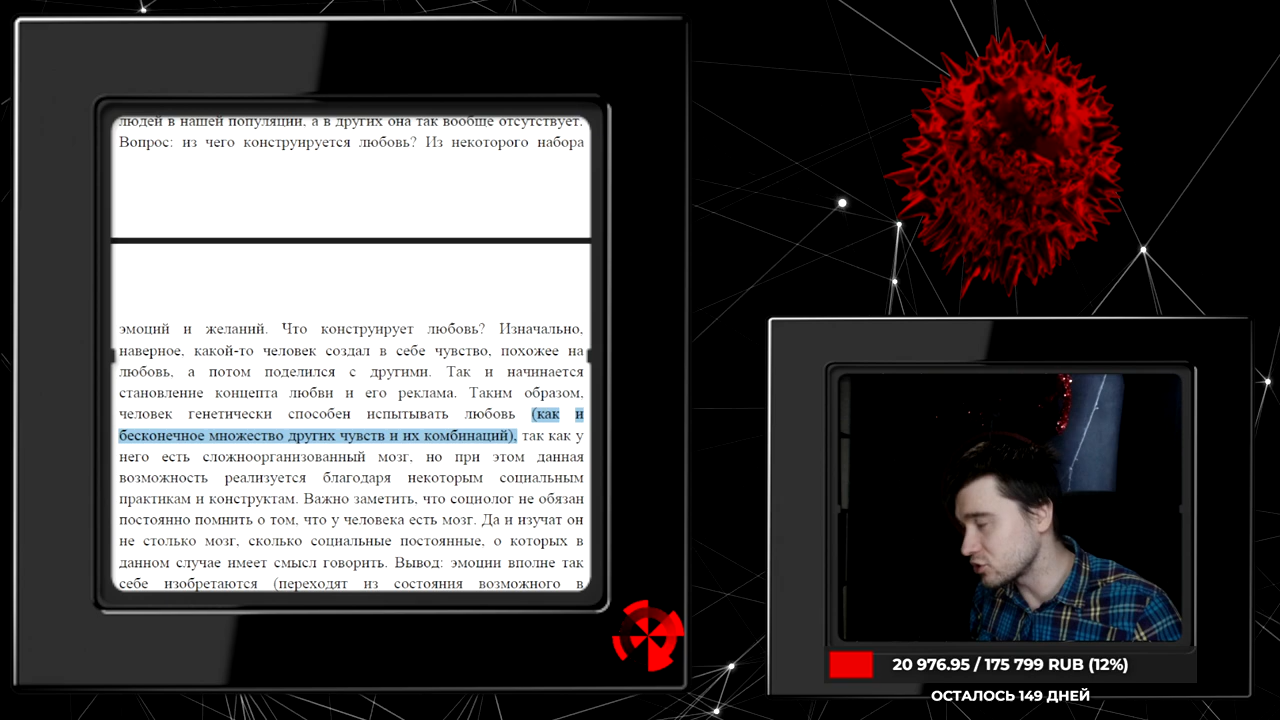 людей в нашей популяции, а в других она так вообще отсутствует.
Вопрос: из чего конструируется любовь? Из некоторого набора
эмоций и желаний. Что конструирует любовь? Изначально,
наверное, какой-то человек создал в себе чувство, похожее на
любовь, а потом поделился с другими. Так и начинается
становление концепта любви и его реклама. Таким образом,
человек генетически способен испытывать любовь (как и
бесконечное множество других чувств и их комбинаций), так как у
него есть сложноорганизованный мозг, но при этом данная
возможность реализуется благодаря некоторым социальным
практикам и конструктам. Важно заметить, что социолог не обязан
постоянно помнить о том, что у человека есть мозг. Да и изучат он
не столько мозг, сколько социальные постоянные, о которых в
данном случае имеет смысл говорить. Вывод: эмоции вполне так
себе изобретаются (переходят из состояния возможного в
20 976.95 / 175 799 RUB (12%)
ОСТАЛОСЬ 149 ДНЕЙ